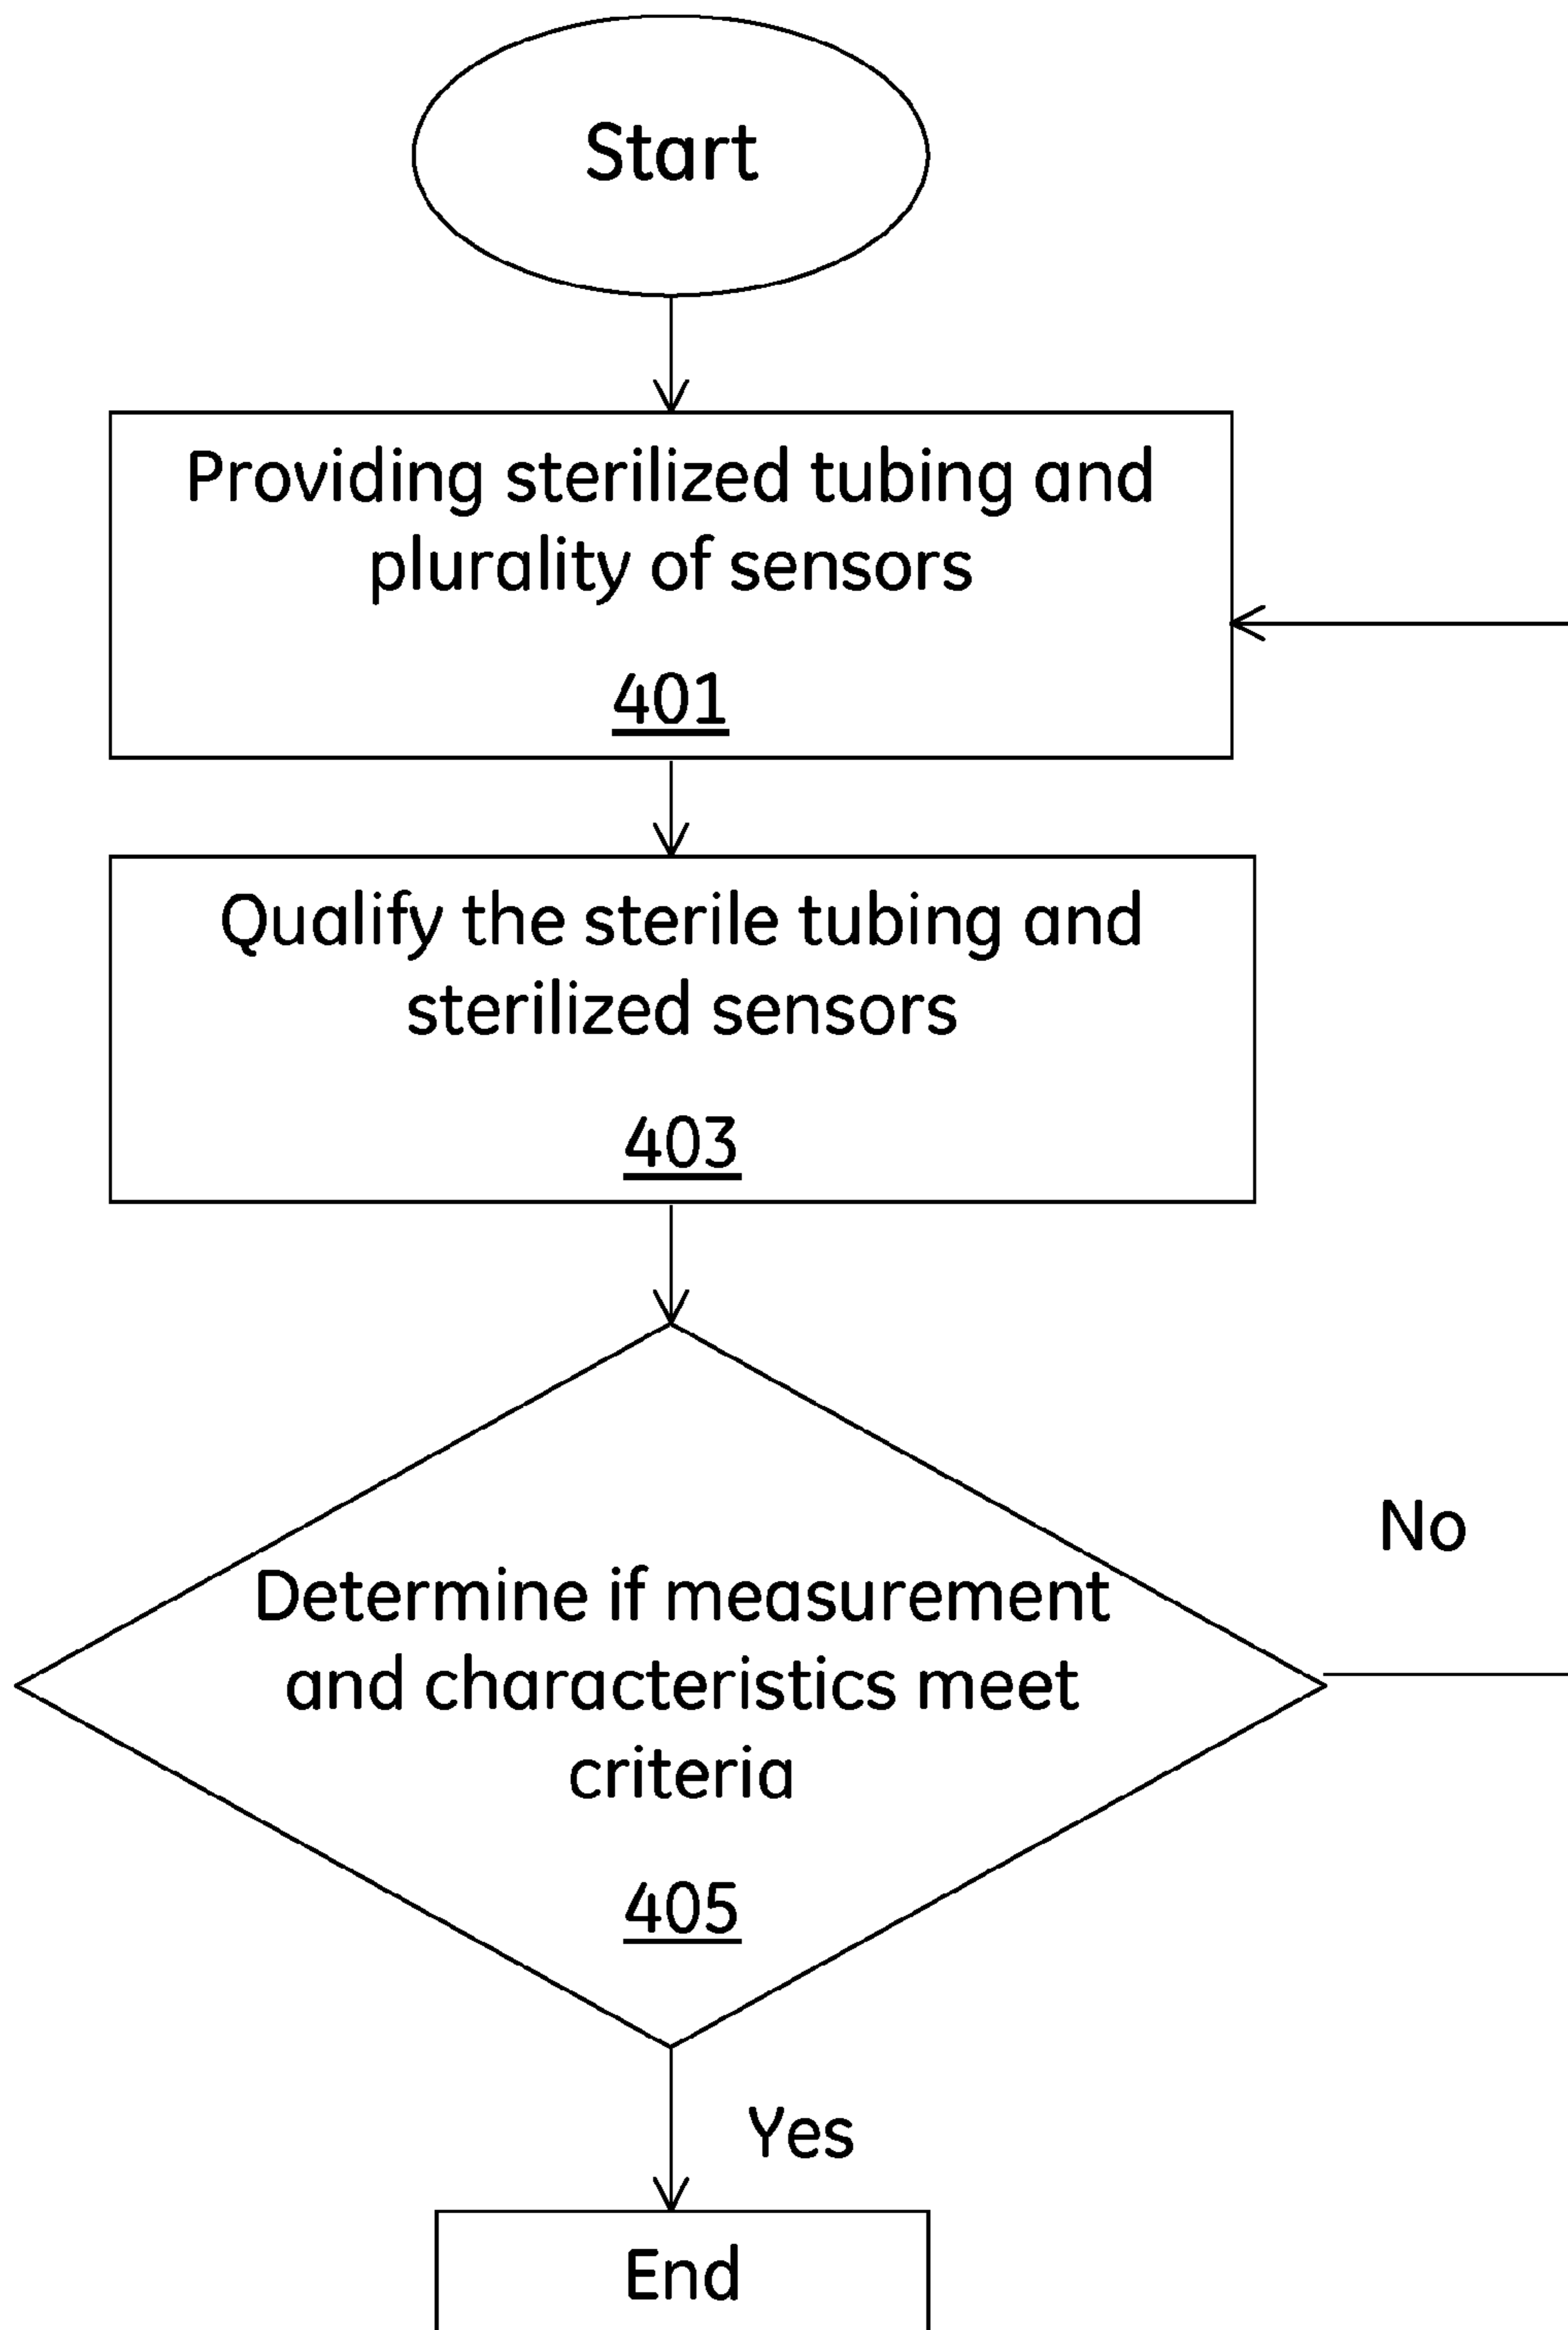 Start
Providing sterilized tubing and
plurality of sensors
401
Qualify the sterile tubing and
sterilized sensors
403
No
Determine if measurement
and characteristics meet
criteria
405
Yes
End